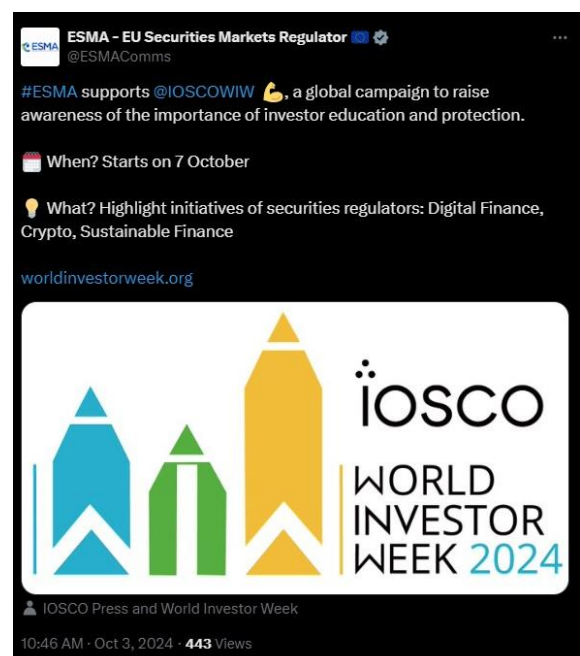 ESMA - EU Securities Markets Regulator 🇪🇺
@ESMAComms
ESMA
#ESMA supports @IOSCOWIW 💪, a global campaign to raise
awareness of the importance of investor education and protection.
🗓️ When? Starts on 7 October
💡 What? Highlight initiatives of securities regulators: Digital Finance,
Crypto, Sustainable Finance
worldinvestorweek.org
IOSCO
WORLD
INVESTOR
WEEK 2024
IOSCO Press and World Investor Week
10:46 AM · Oct 3, 2024 · 443 Views